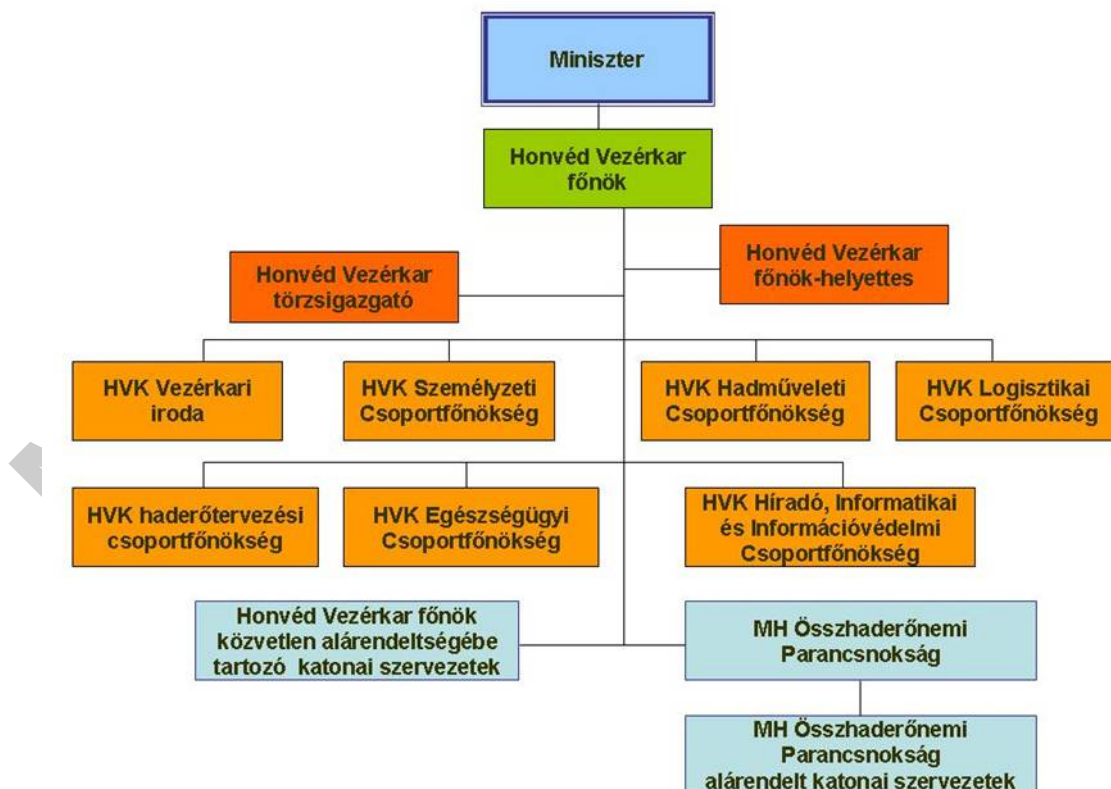 Miniszter
Honvéd Vezérkar
főnök
Honvéd Vezérkar
törzsigazgató
Honvéd Vezérkar
főnök-helyettes
HVK Vezérkari
iroda
HVK Személyzeti
Csoportfőnökség
HVK Hadműveleti
Csoportfőnökség
HVK Logisztikai
Csoportfőnökség
HVK haderőtervezési
csoportfőnökség
HVK Egészségügyi
Csoportfőnökség
HVK Híradó, Informatikai
és Információvédelmi
Csoportfőnökség
Honvéd Vezérkar főnök
közvetlen alárendeltségébe
tartozó katonai szervezetek
MH Összhaderőnemi
Parancsnokság
MH Összhaderőnemi
Parancsnokság
alárendelt katonai szervezetek